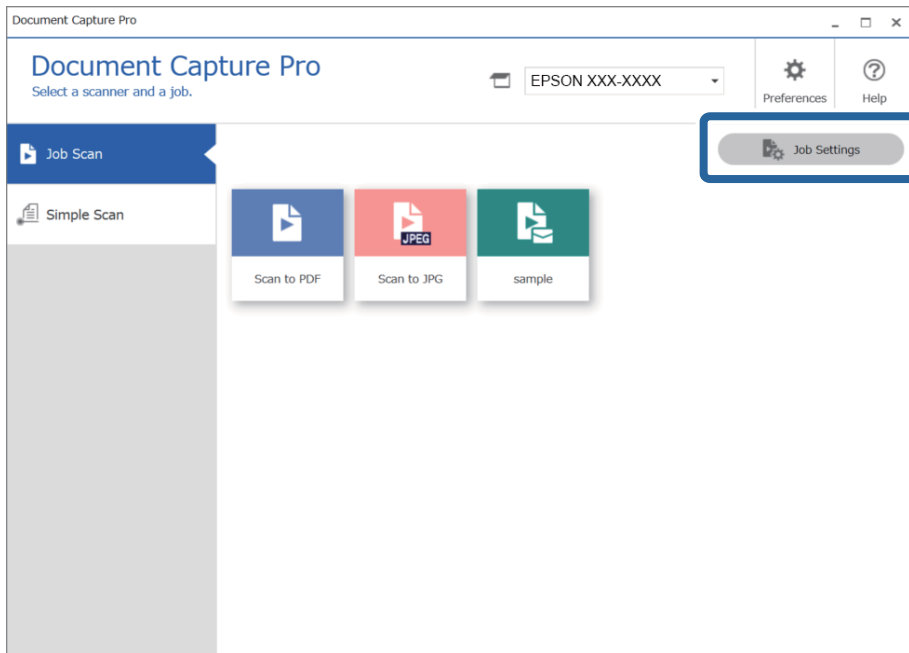 Document Capture Pro
Document Capture Pro
Select a scanner and a job.
EPSON XXX-XXXX
Preferences
Help
Job Scan
Job Settings
Simple Scan
JPEG
Scan to PDF
Scan to JPG
sample